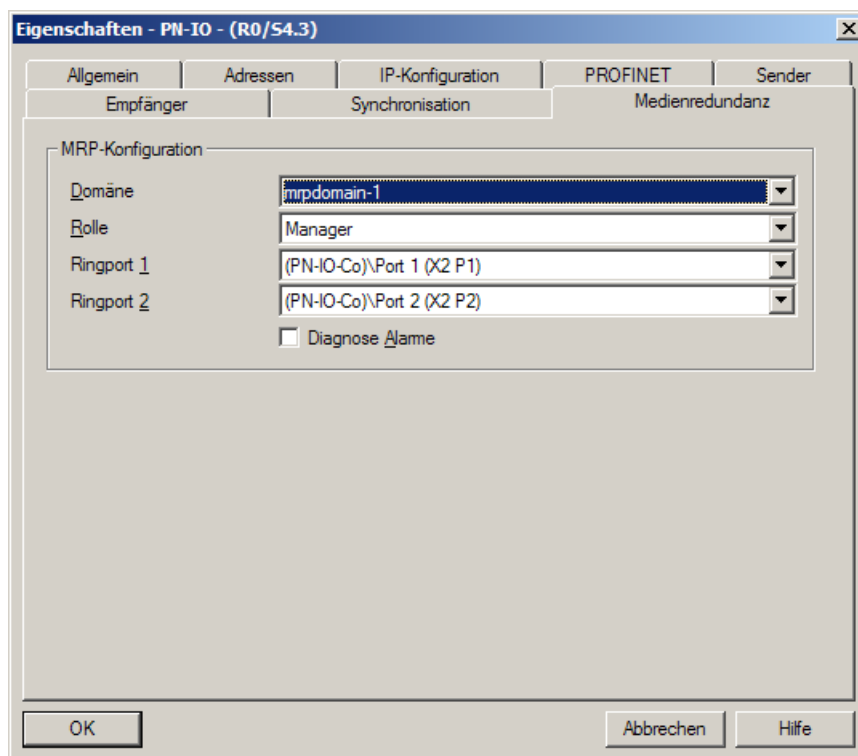 Eigenschaften - PN-IO - (R0/S4.3)
Allgemein Adressen IP-Konfiguration PROFINET Sender
Empfänger Synchronisation Medienredundanz
MRP-Konfiguration
Domäne mrpdomain-1
Rolle Manager
Ringport 1 (PN-IO-Co)\Port 1 (X2 P1)
Ringport 2 (PN-IO-Co)\Port 2 (X2 P2)
Diagnose Alarme
OK Abbrechen Hilfe